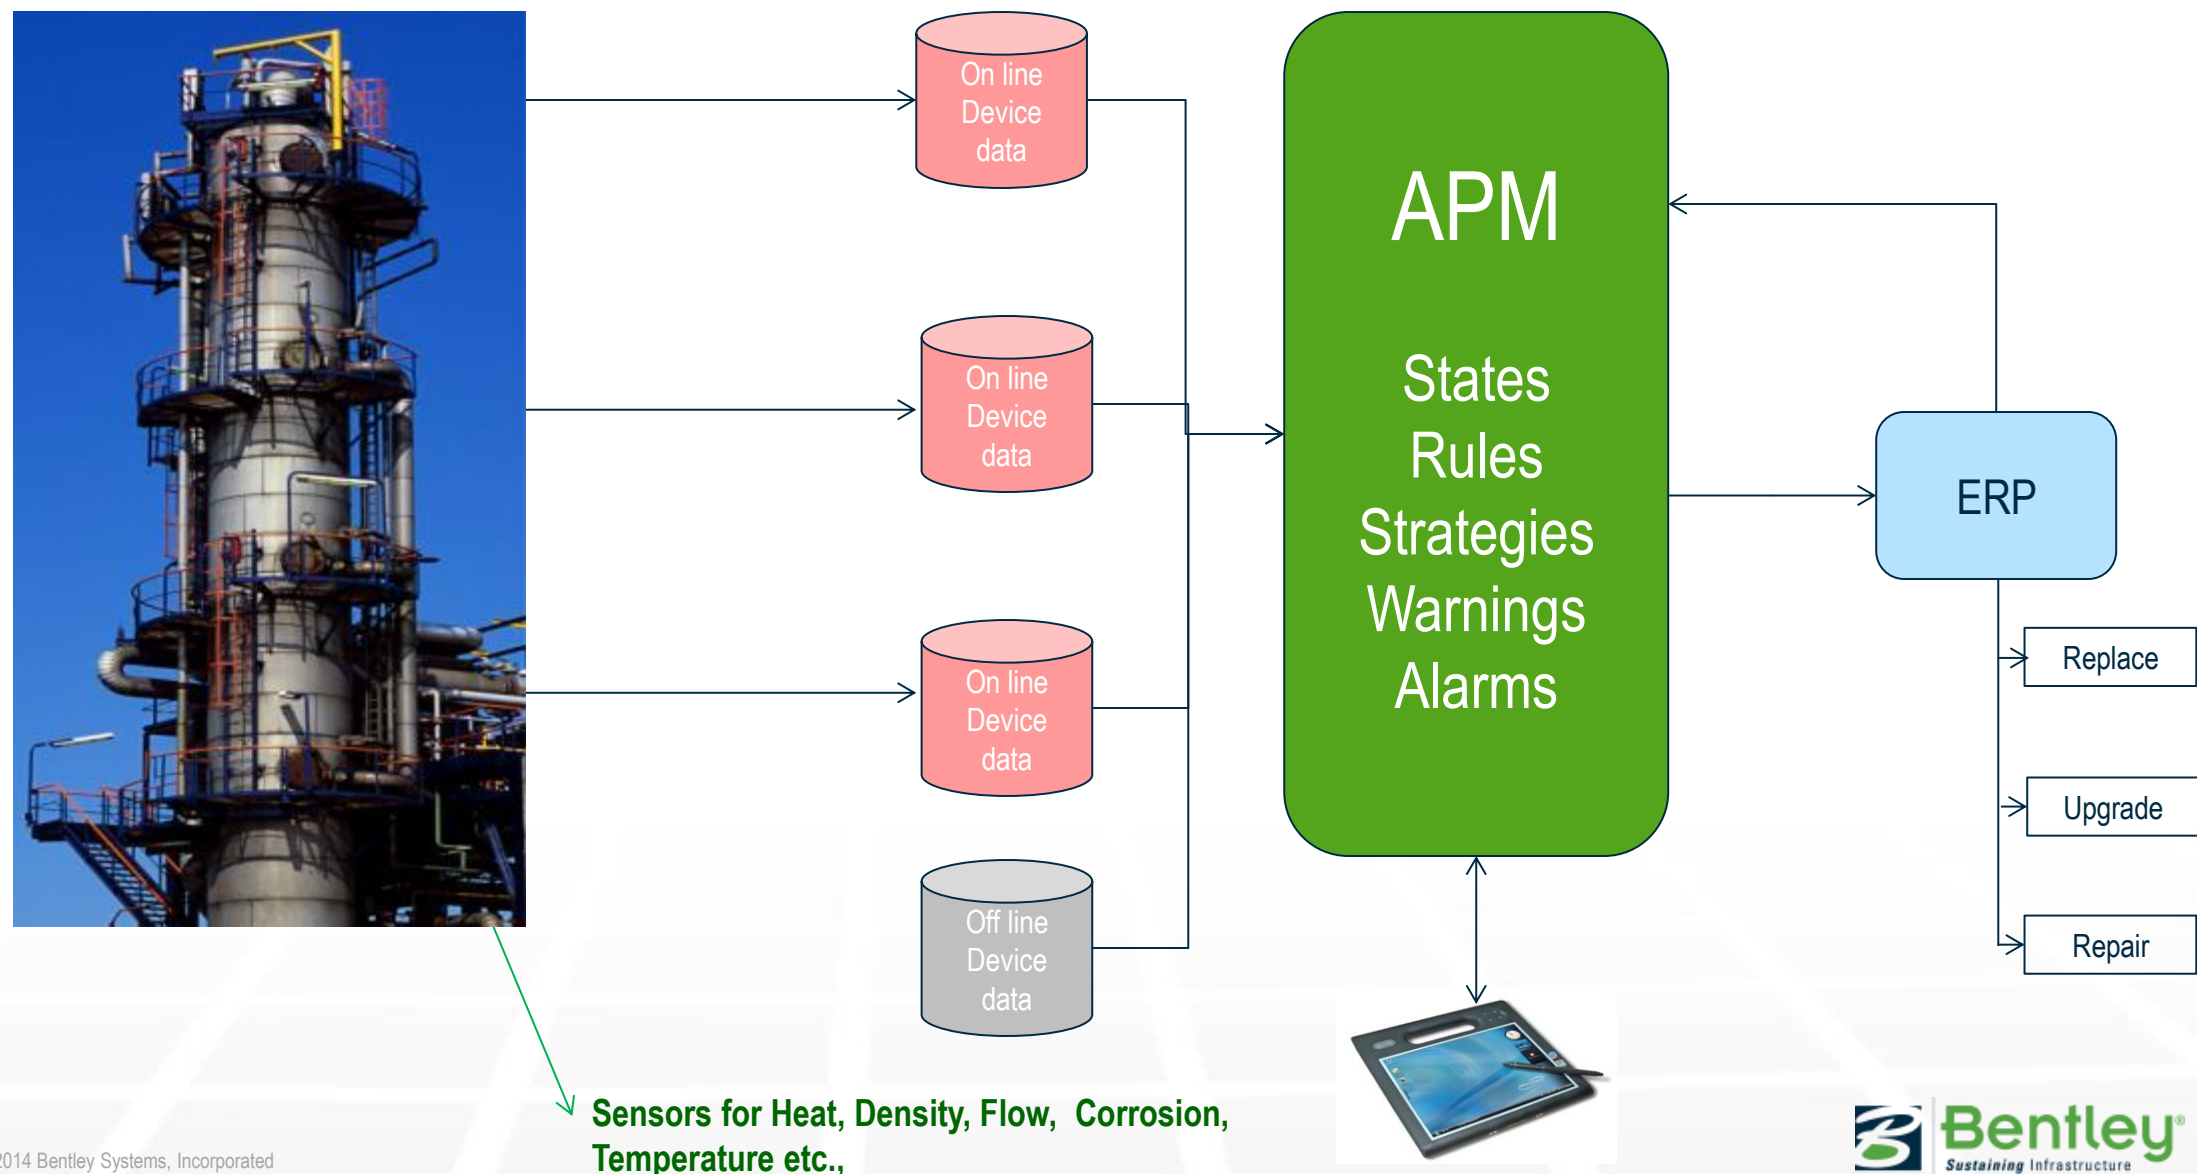 On line
Device
data
On line
Device
data
On line
Device
data
Off line
Device
data
APM
States
Rules
Strategies
Warnings
Alarms
ERP
Replace
Upgrade
Repair
Sensors for Heat, Density, Flow, Corrosion,
Temperature etc.,
2014 Bentley Systems, Incorporated
Bentley®
Sustaining Infrastructure